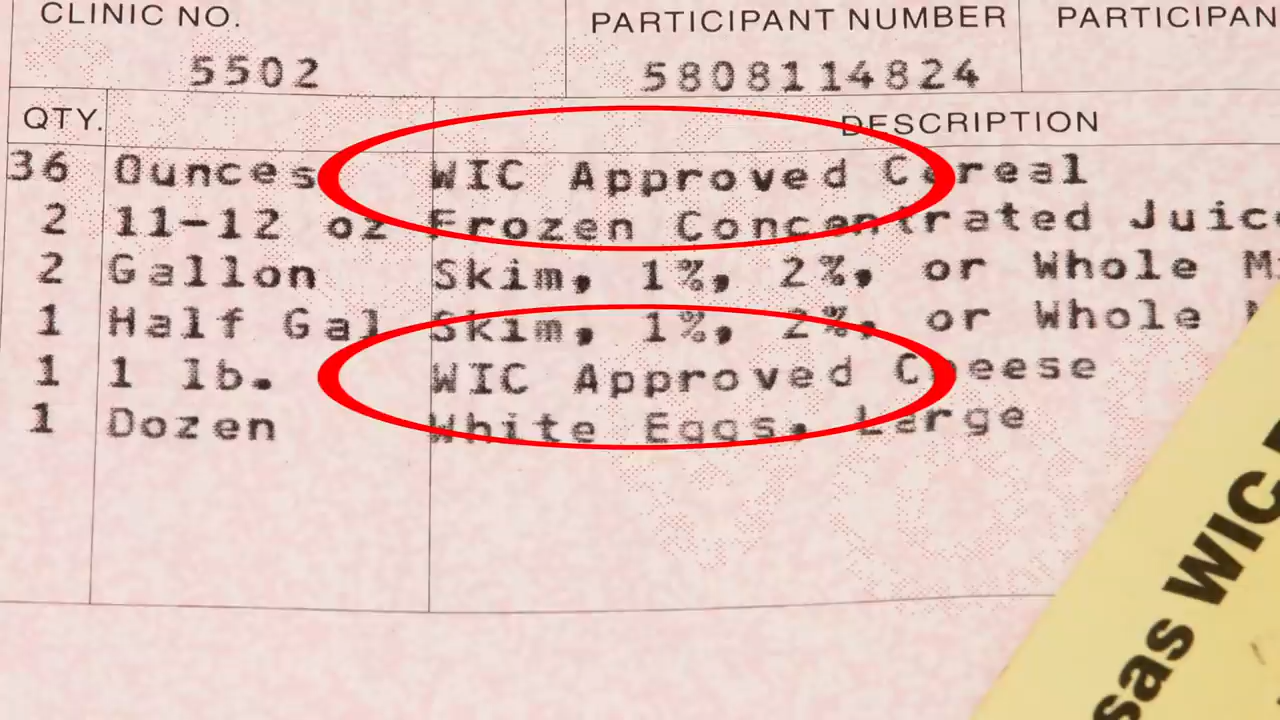 CLINIC NO. PARTICIPANT NUMBER
5502 5808114824
QTY. DESCRIPTION
36 Ounces WIC Approved Cereal
2 11-12 oz Frozen Concentrated
2 Gallon Skim, 1%, 2%, or Whole
1 Half Gal Skim, 1%, 2%, or Whole
1 1 lb. WIC Approved Cheese
1 Dozen White Eggs, Large
WIC